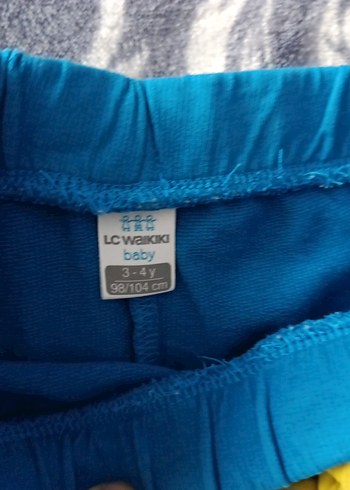 LC WAIKIKI
baby
3 - 4 y
98/104 cm